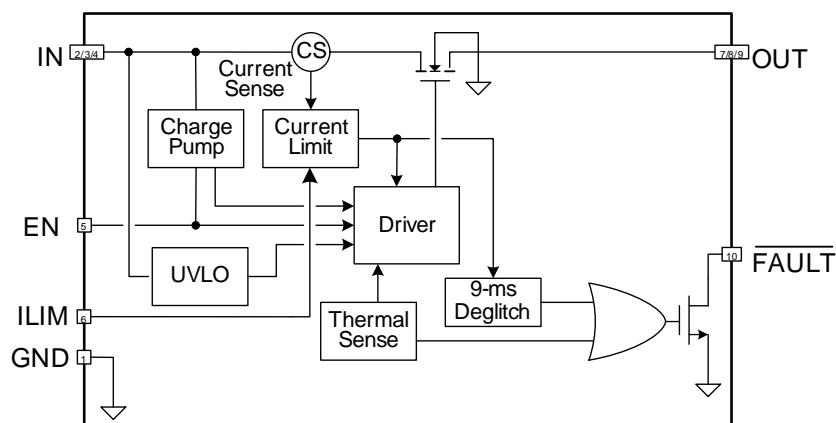 IN
2/3/4
CS
7/8/9
OUT
Current
Sense
Charge
Pump
Current
Limit
EN
5
Driver
UVLO
10
FAULT
9-ms
Deglitch
ILIM
6
Thermal
Sense
GND
1